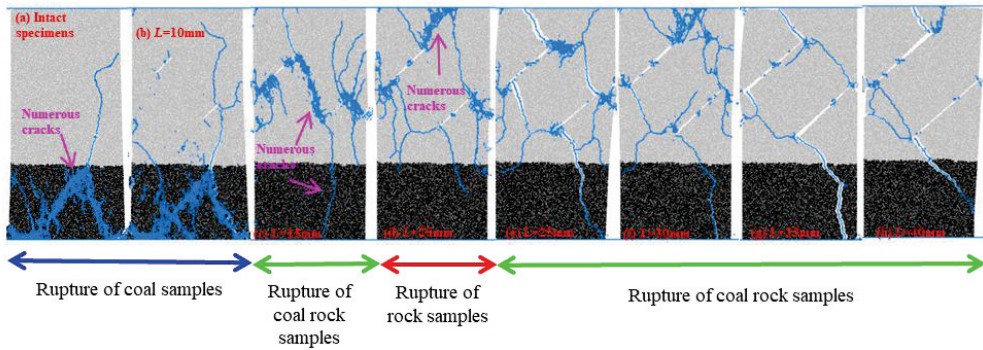 (a) Intact
specimens
(b) L=10mm
Numerous
cracks
Numerous
cracks
Numerous
cracks
(c) L=15mm
(d) L=20mm
(e) L=25mm
(f) L=30mm
(g) L=35mm
(h) L=40mm
Rupture of coal samples
Rupture of
coal rock
samples
Rupture of
rock samples
Rupture of coal rock samples